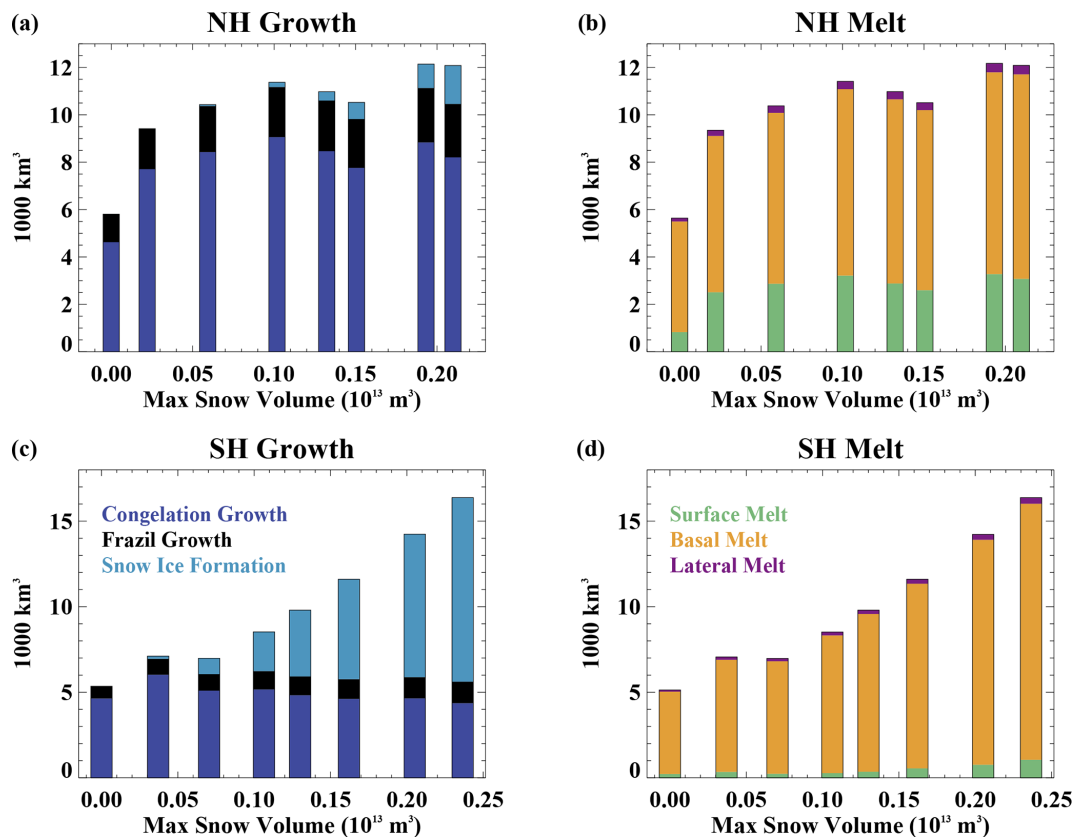 (a) NH Growth
12
10
8
6
4
2
0
1000 km³
0.00 0.05 0.10 0.15 0.20
Max Snow Volume (10¹³ m³)
(b) NH Melt
12
10
8
6
4
2
0
1000 km³
0.00 0.05 0.10 0.15 0.20
Max Snow Volume (10¹³ m³)
(c) SH Growth
Congelation Growth
Frazil Growth
Snow Ice Formation
15
10
5
0
1000 km³
0.00 0.05 0.10 0.15 0.20 0.25
Max Snow Volume (10¹³ m³)
(d) SH Melt
Surface Melt
Basal Melt
Lateral Melt
15
10
5
0
1000 km³
0.00 0.05 0.10 0.15 0.20 0.25
Max Snow Volume (10¹³ m³)